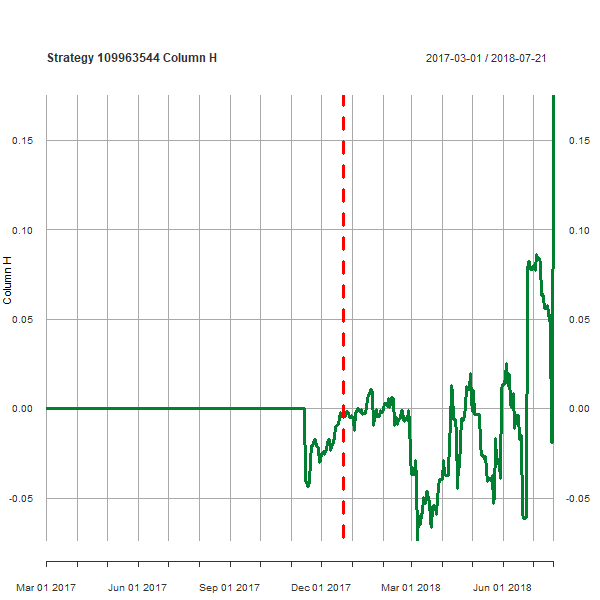 Strategy 109963544 Column H
2017-03-01 / 2018-07-21
0.15
0.15
0.10
0.10
Column H
0.05
0.05
0.00
0.00
-0.05
-0.05
Mar 01 2017
Jun 01 2017
Sep 01 2017
Dec 01 2017
Mar 01 2018
Jun 01 2018